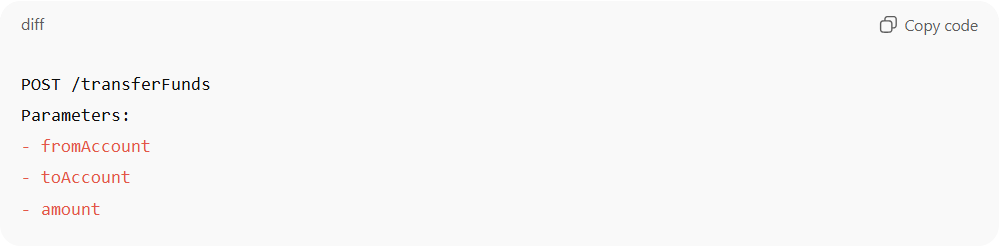 diff
Copy code
POST /transferFunds
Parameters:
- fromAccount
- toAccount
- amount